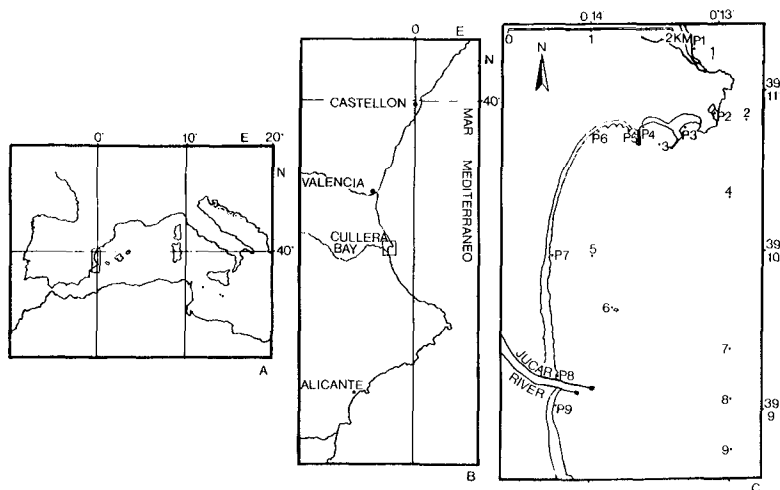 0° E 20°
N
40°
A
0 E
N
CASTELLON 40°
MAR MEDITERRANEO
VALENCIA
CULLERA
BAY
ALICANTE
B
0 14' 0 13'
0 1 2 KM P1 1
N
39
11
P2 2
P6 P5 P4 3 P3
4
39
10
P7 5
6
7
JUCAR
RIVER
P8
8
39
9
P9
9
C